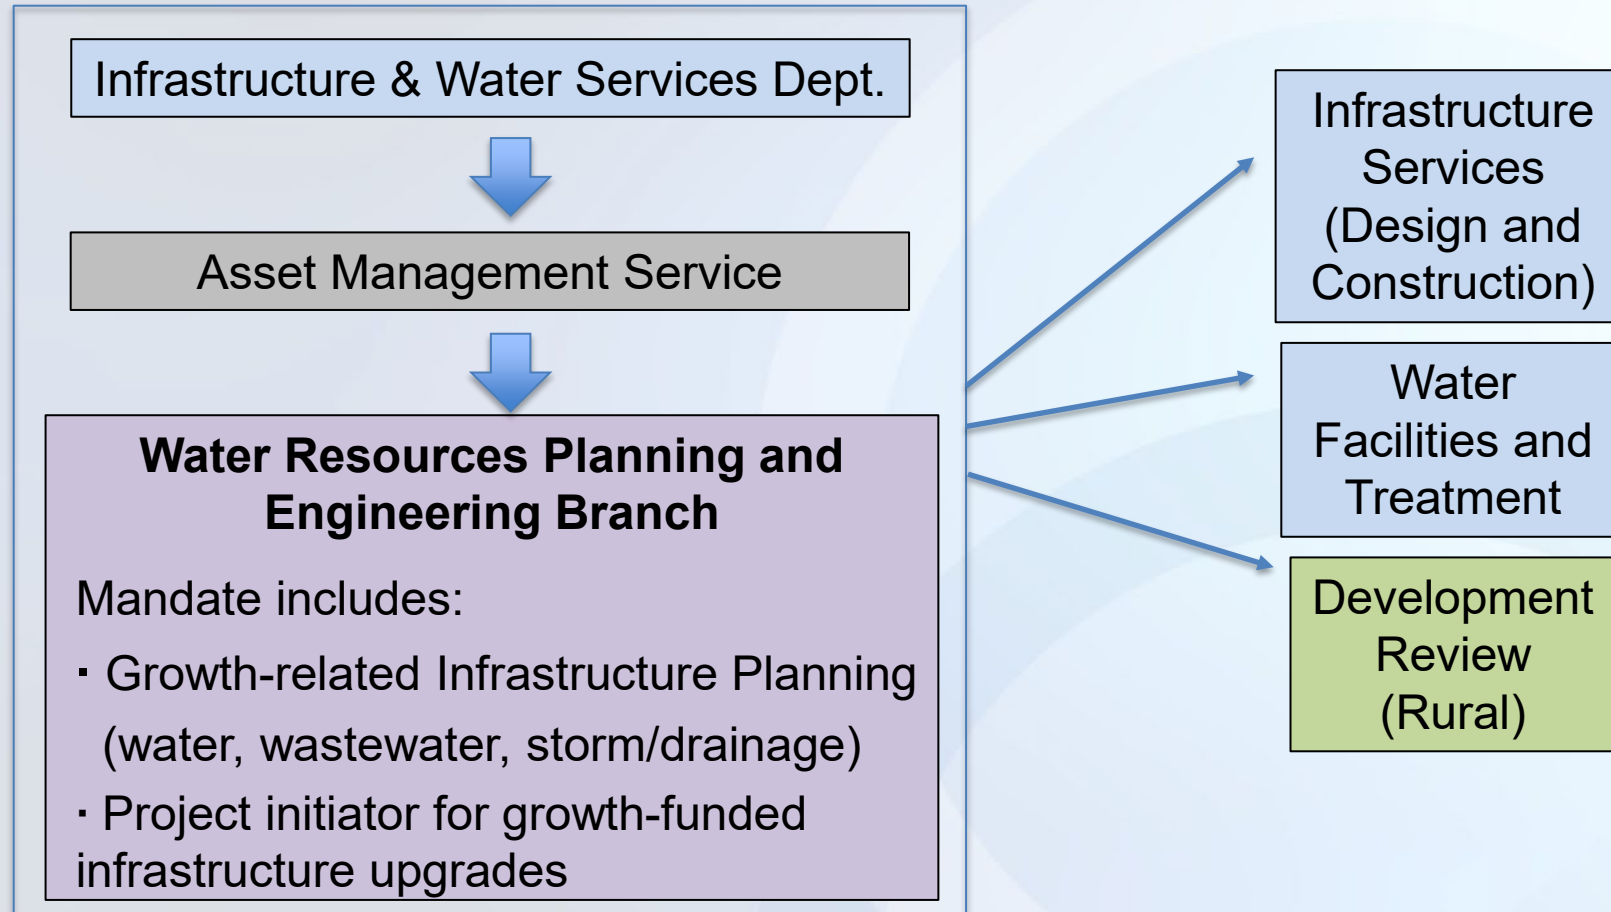 Infrastructure & Water Services Dept.
Asset Management Service
Water Resources Planning and
Engineering Branch
Mandate includes:
· Growth-related Infrastructure Planning
(water, wastewater, storm/drainage)
· Project initiator for growth-funded
infrastructure upgrades
Infrastructure
Services
(Design and
Construction)
Water
Facilities and
Treatment
Development
Review
(Rural)